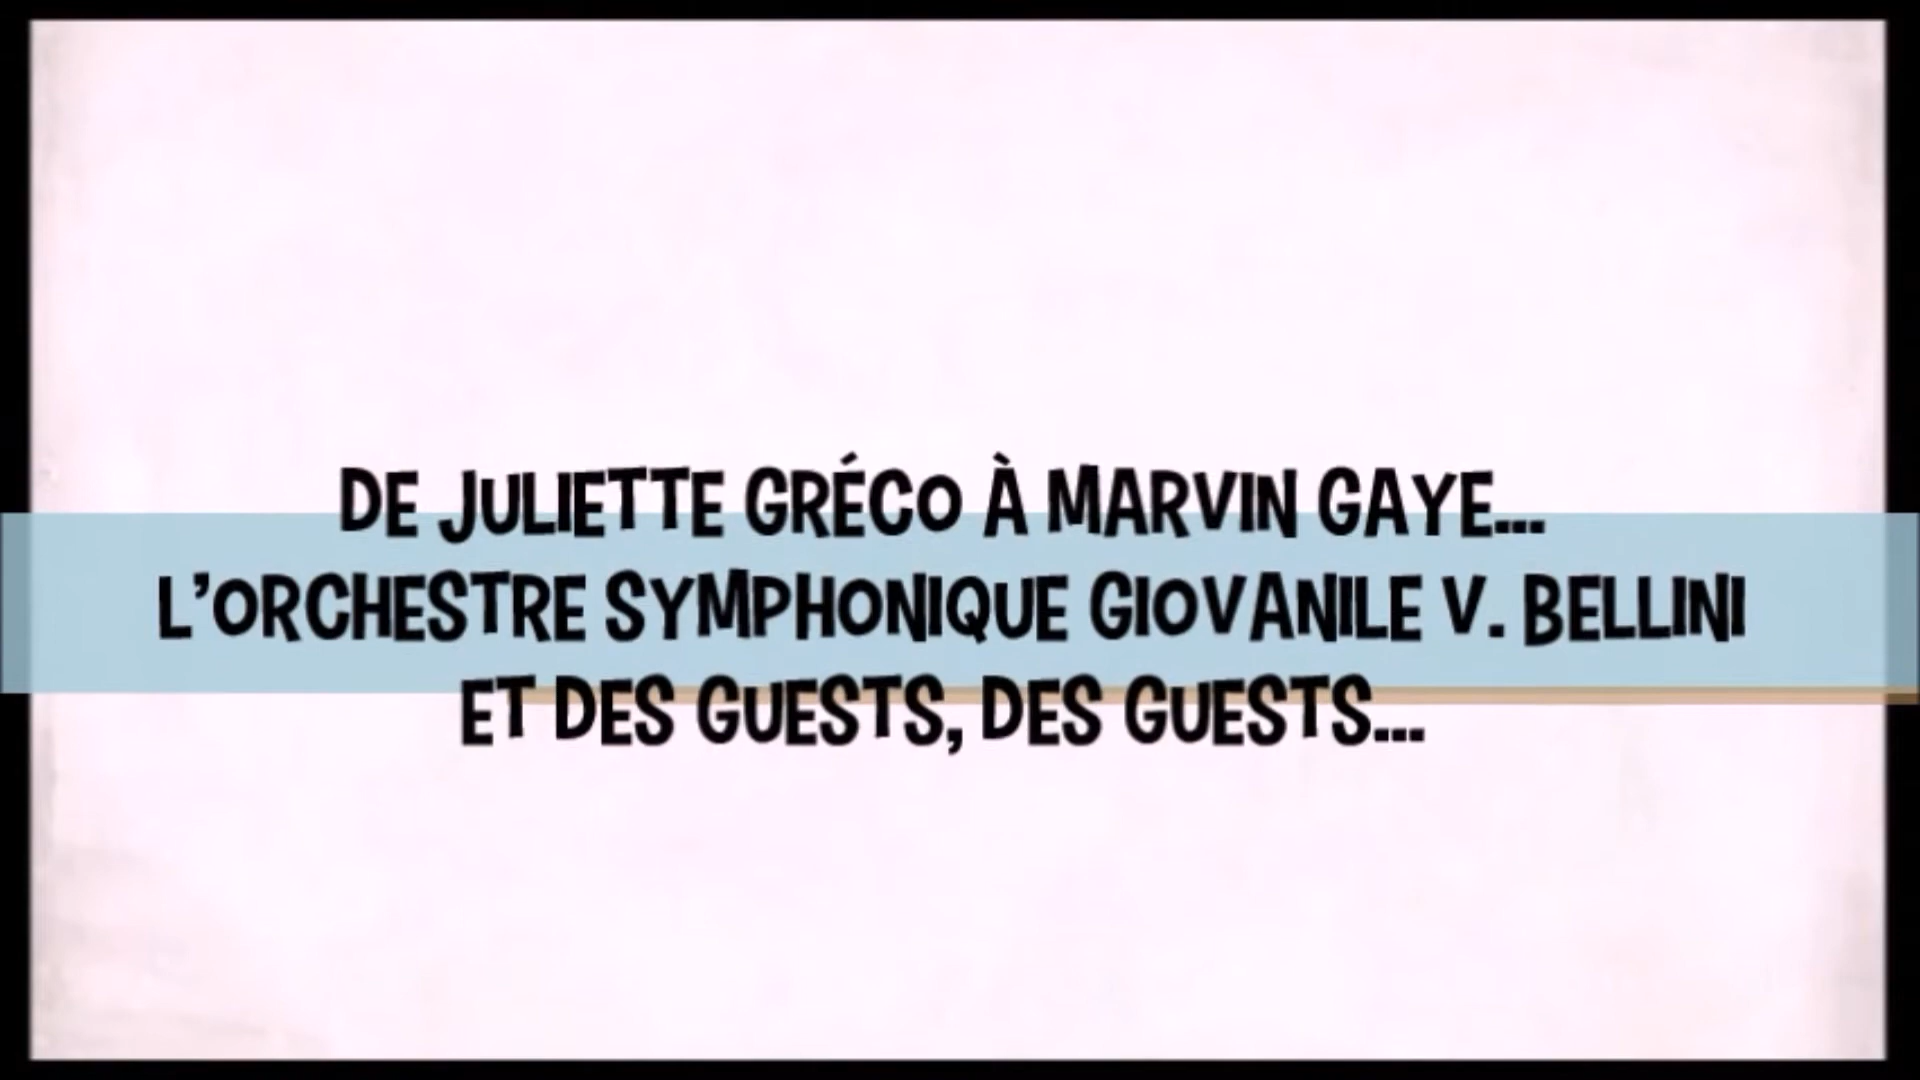 DE JULIETTE GRÉCO À MARVIN GAYE...
L'ORCHESTRE SYMPHONIQUE GIOVANILE V. BELLINI
ET DES GUESTS, DES GUESTS...